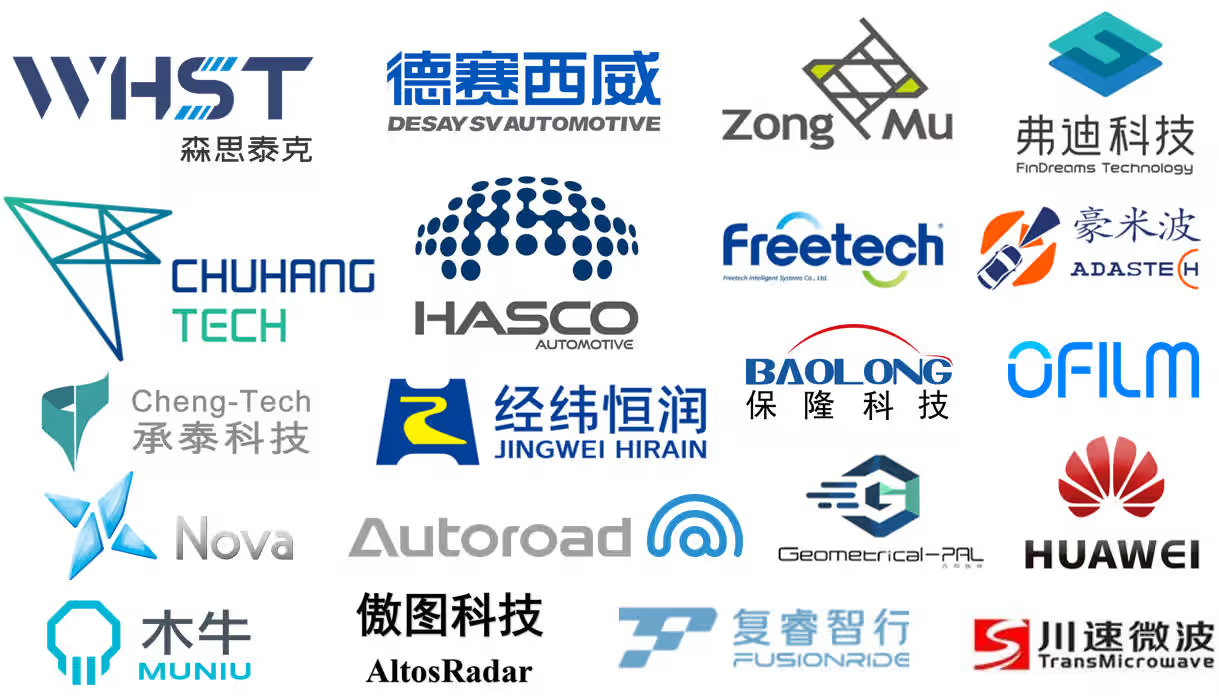 WHST
森思泰克
德赛西威
DESAY SV AUTOMOTIVE
Zong Mu
弗迪科技
FinDreams Technology
CHUHANG
TECH
HASCO
AUTOMOTIVE
Freetech®
Freetech Intelligent Systems Co., Ltd.
豪米波
ADASTECH
Cheng-Tech
承泰科技
经纬恒润
JINGWEI HIRAIN
BAOLONG
保隆科技
OFILM
Nova
Autoroad
Geometrical-PAL
HUAWEI
木牛
MUNIU
傲图科技
AltosRadar
复睿智行
FUSIONRIDE
川速微波
TransMicrowave